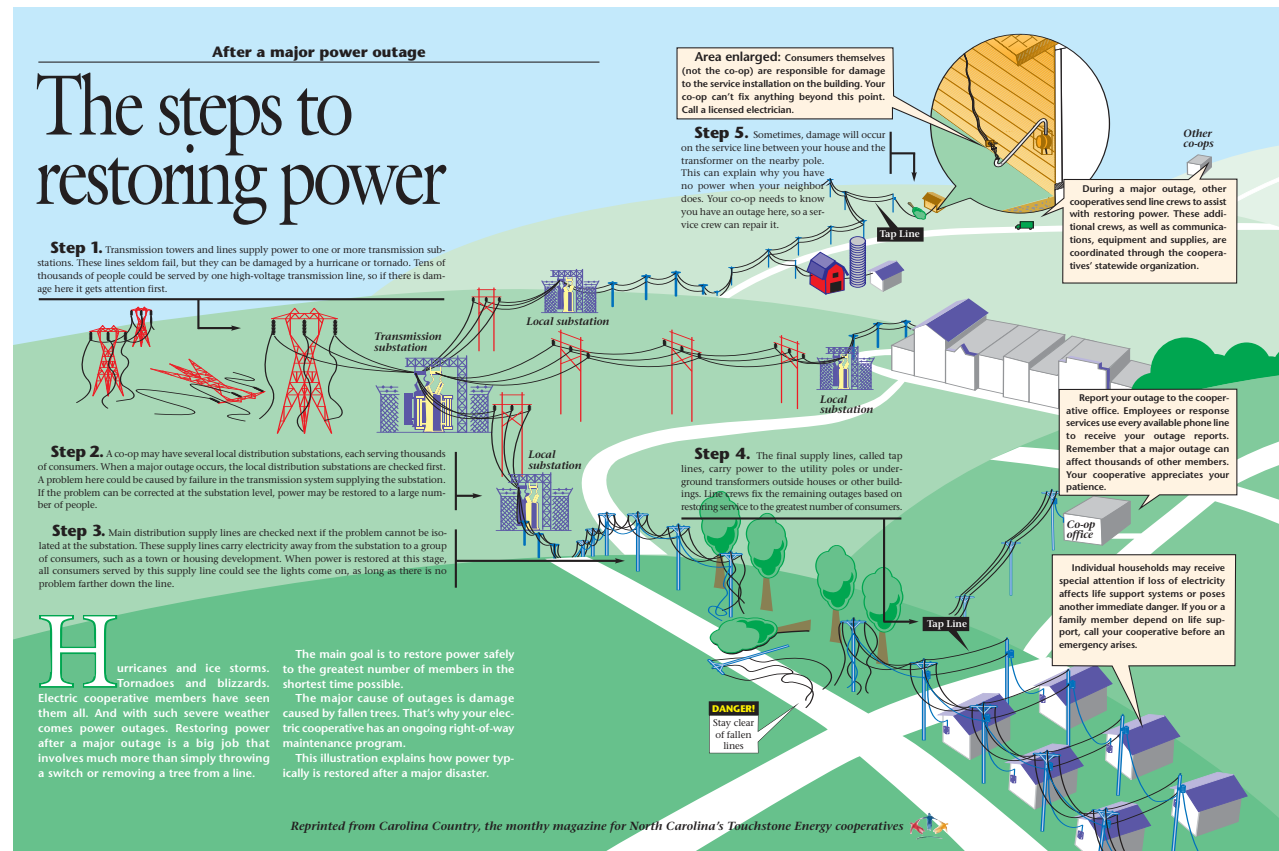 After a major power outage
The steps to
restoring power
Step 1. Transmission towers and lines supply power to one or more transmission sub-
stations. These lines seldom fail, but they can be damaged by a hurricane or tornado. Tens of
thousands of people could be served by one high-voltage transmission line, so if there is dam-
age here it gets attention first.
Transmission
substation
Local substation
Local
substation
Local
substation
Step 2. A co-op may have several local distribution substations, each serving thousands
of consumers. When a major outage occurs, the local distribution substations are checked first.
A problem here could be caused by failure in the transmission system supplying the substation.
If the problem can be corrected at the substation level, power may be restored to a large num-
ber of people.
Step 3. Main distribution supply lines are checked next if the problem cannot be iso-
lated at the substation. These supply lines carry electricity away from the substation to a group
of consumers, such as a town or housing development. When power is restored at this stage,
all consumers served by this supply line could see the lights come on, as long as there is no
problem farther down the line.
Step 4. The final supply lines, called tap
lines, carry power to the utility poles or under-
ground transformers outside houses or other build-
ings. Line crews fix the remaining outages based on
restoring service to the greatest number of consumers.
Tap Line
Step 5. Sometimes, damage will occur
on the service line between your house and the
transformer on the nearby pole.
This can explain why you have
no power when your neighbor
does. Your co-op needs to know
you have an outage here, so a ser-
vice crew can repair it.
Tap Line
Area enlarged: Consumers themselves
(not the co-op) are responsible for damage
to the service installation on the building. Your
co-op can't fix anything beyond this point.
Call a licensed electrician.
Other
co-ops
During a major outage, other
cooperatives send line crews to assist
with restoring power. These addi-
tional crews, as well as communica-
tions, equipment and supplies, are
coordinated through the coopera-
tives' statewide organization.
Report your outage to the cooper-
ative office. Employees or response
services use every available phone line
to receive your outage reports.
Remember that a major outage can
affect thousands of other members.
Your cooperative appreciates your
patience.
Co-op
office
Individual households may receive
special attention if loss of electricity
affects life support systems or poses
another immediate danger. If you or a
family member depend on life sup-
port, call your cooperative before an
emergency arises.
DANGER!
Stay clear
of fallen
lines
Hurricanes and ice storms.
Tornadoes and blizzards.
Electric cooperative members have seen
them all. And with such severe weather
comes power outages. Restoring power
after a major outage is a big job that
involves much more than simply throwing
a switch or removing a tree from a line.
The main goal is to restore power safely
to the greatest number of members in the
shortest time possible.
The major cause of outages is damage
caused by fallen trees. That's why your elec-
tric cooperative has an ongoing right-of-way
maintenance program.
This illustration explains how power typ-
ically is restored after a major disaster.
Reprinted from Carolina Country, the monthy magazine for North Carolina's Touchstone Energy cooperatives